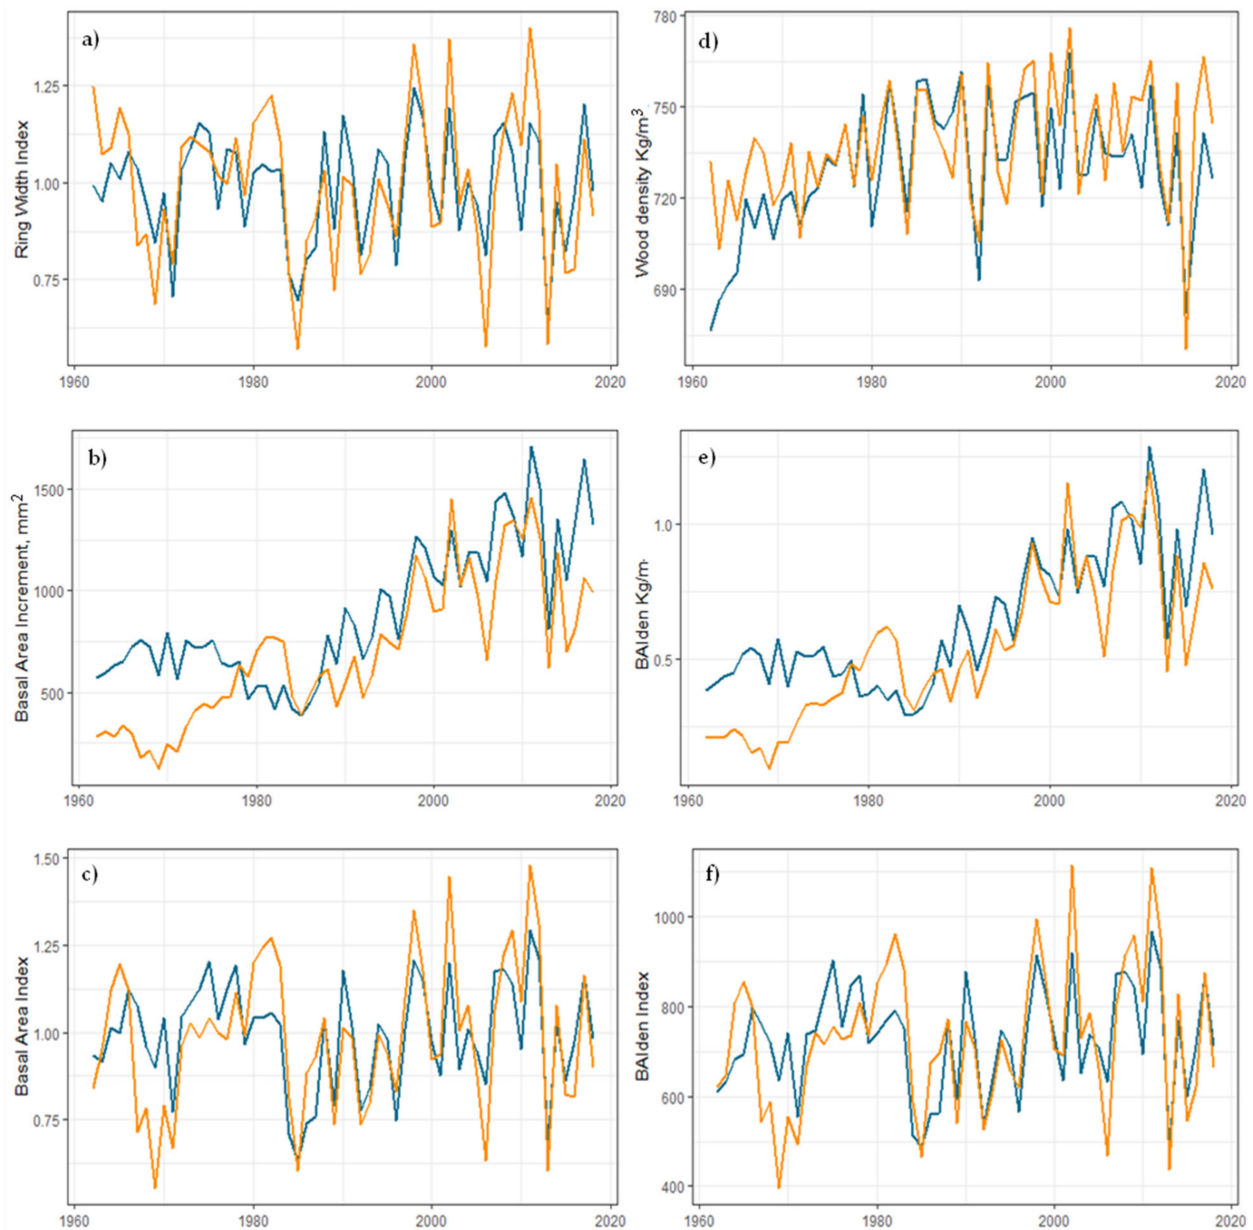 a)
Ring Width Index
1.25
1.00
0.75
1960 1980 2000 2020
d)
Wood density Kg/m³
780
750
720
690
1960 1980 2000 2020
b)
Basal Area Increment, mm²
1500
1000
500
1960 1980 2000 2020
e)
BAIden Kg/m.
1.0
0.5
1960 1980 2000 2020
c)
Basal Area Index
1.50
1.25
1.00
0.75
1960 1980 2000 2020
f)
BAIden Index
1000
800
600
400
1960 1980 2000 2020